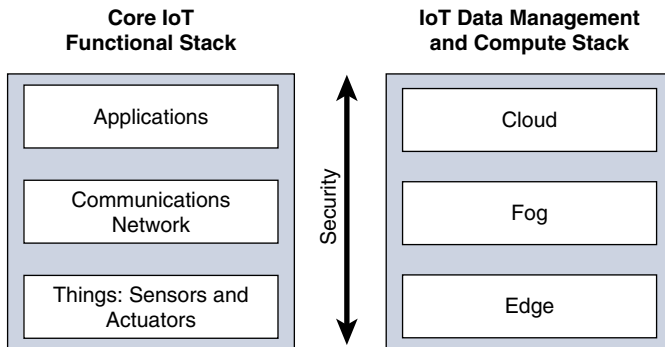 Core IoT
Functional Stack
Applications
Communications
Network
Things: Sensors and
Actuators
Security
IoT Data Management
and Compute Stack
Cloud
Fog
Edge